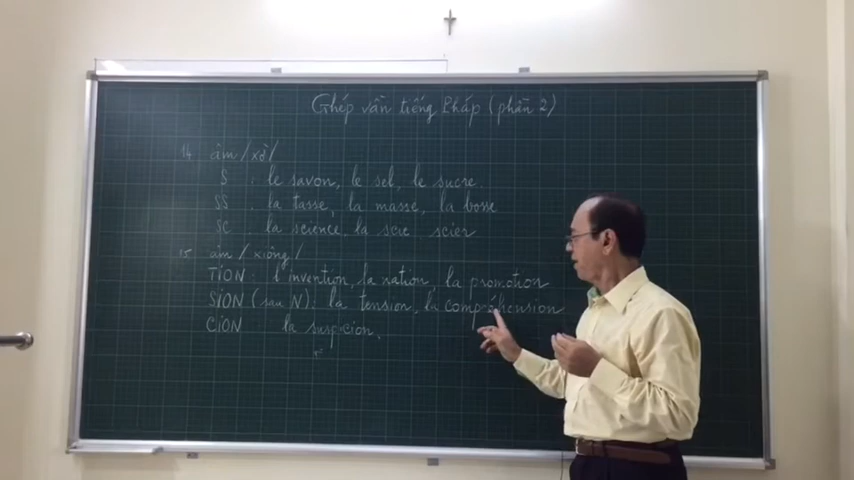 Ghép vần tiếng Pháp (phần 2)
14 âm /xờ/
S : le savon, le sel, le sucre.
SS : la tasse, la masse, la bosse
SC : la science, la scie scier
15 âm / xiông /
TION : l'invention, la nation, la promotion
SION (sau N) : la tension, la compréhension
CION la suspicion.